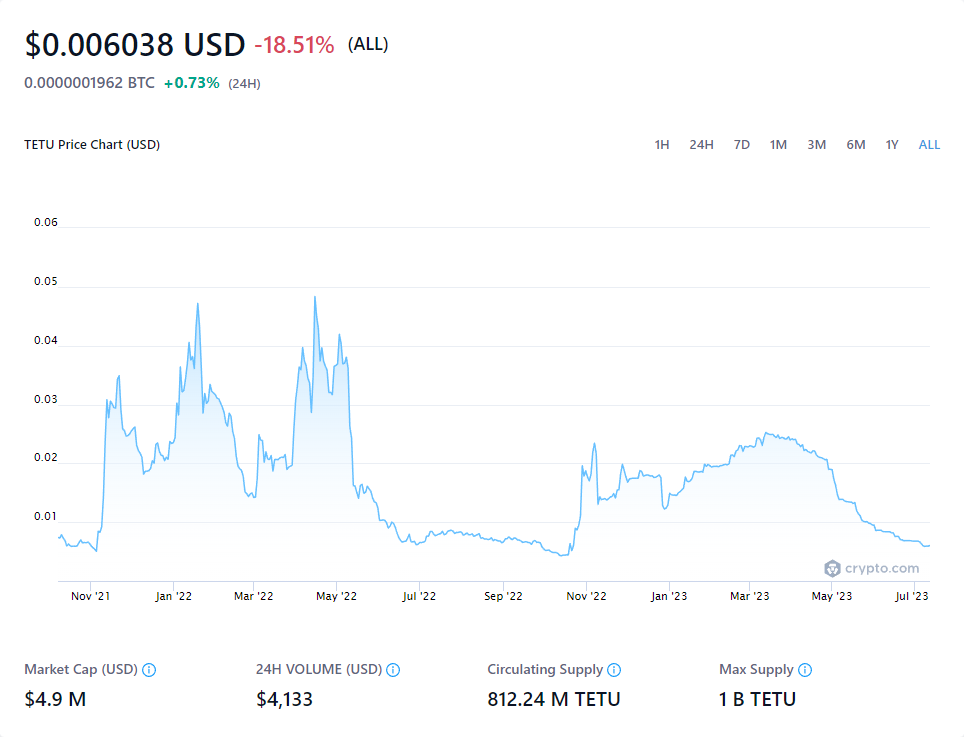 $0.006038 USD -18.51% (ALL)
0.0000001962 BTC +0.73% (24H)
TETU Price Chart (USD) 1H 24H 7D 1M 3M 6M 1Y ALL
0.06
0.05
0.04
0.03
0.02
0.01
crypto.com
Nov '21 Jan '22 Mar '22 May '22 Jul '22 Sep '22 Nov '22 Jan '23 Mar '23 May '23 Jul '23
Market Cap (USD) 24H VOLUME (USD) Circulating Supply Max Supply
$4.9 M $4,133 812.24 M TETU 1 B TETU